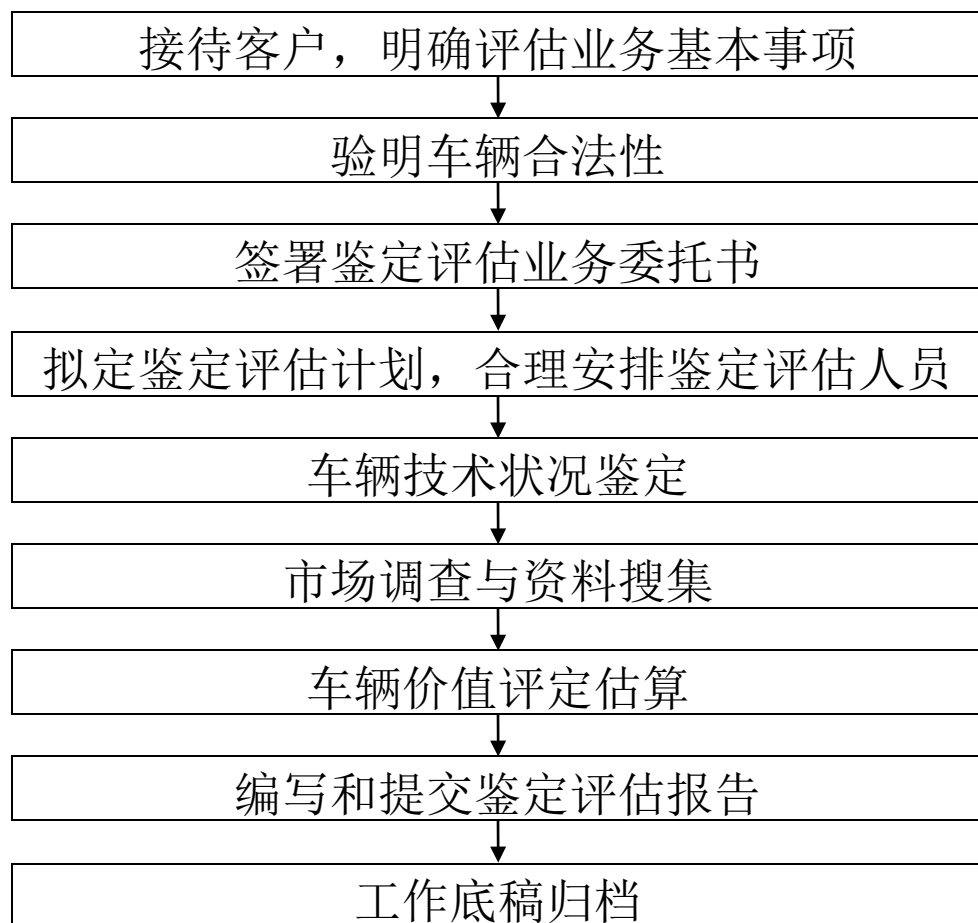 接待客户，明确评估业务基本事项
验明车辆合法性
签署鉴定评估业务委托书
拟定鉴定评估计划，合理安排鉴定评估人员
车辆技术状况鉴定
市场调查与资料搜集
车辆价值评定估算
编写和提交鉴定评估报告
工作底稿归档